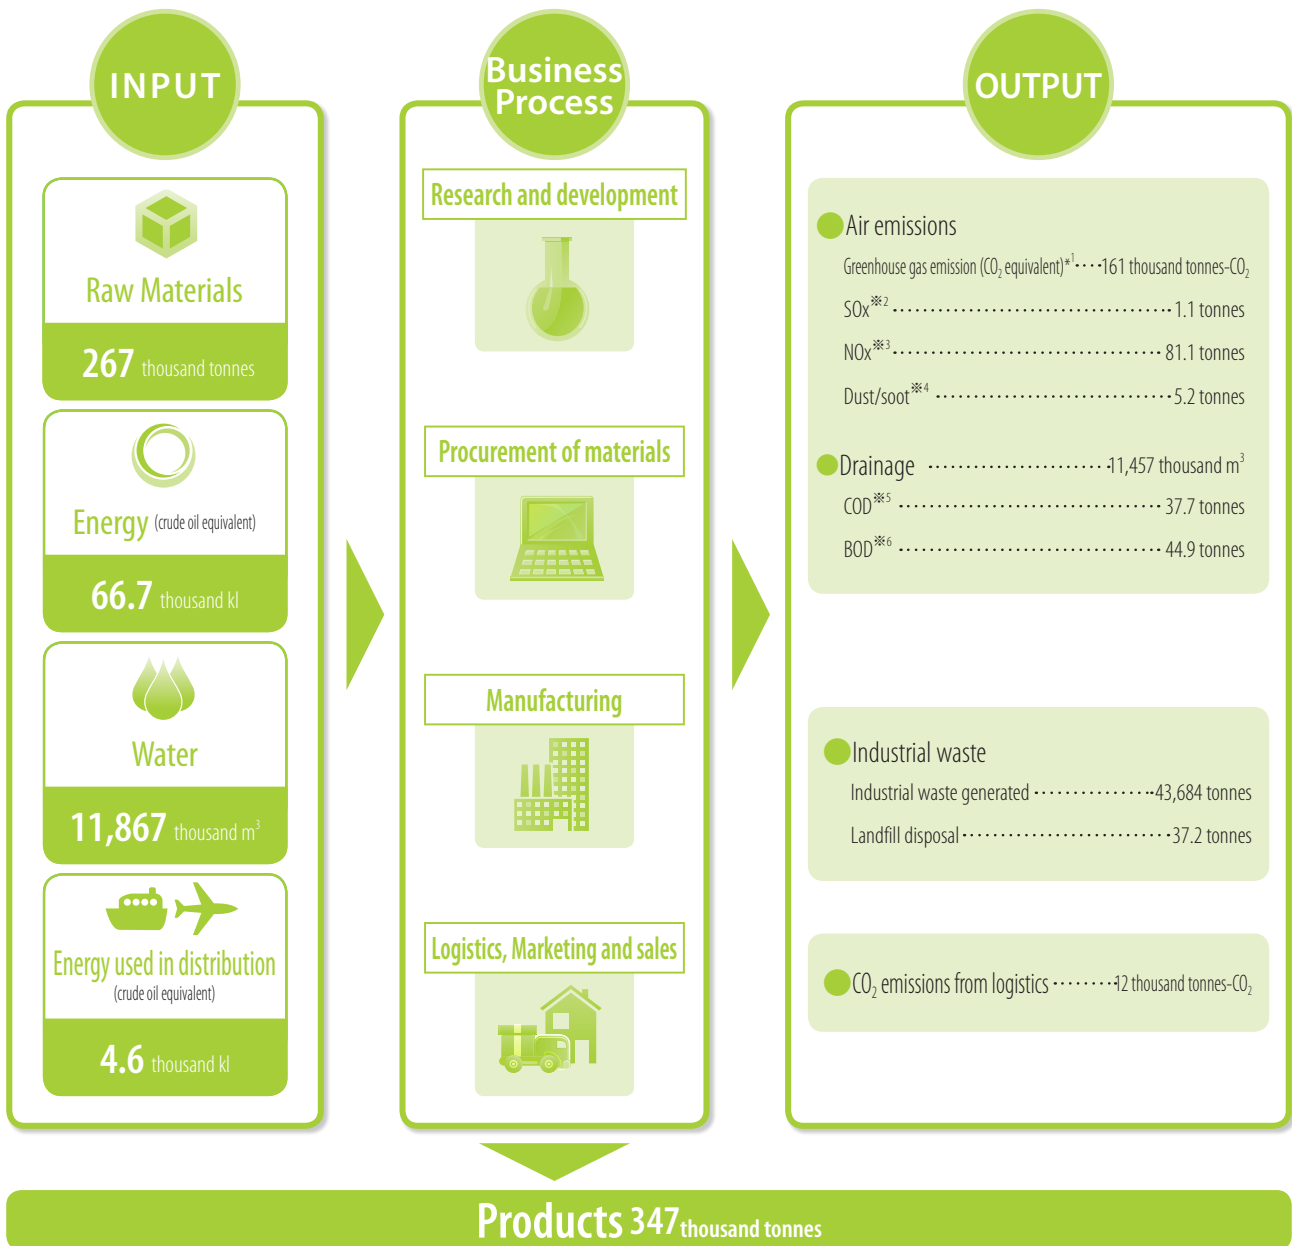 INPUT
Raw Materials
267 thousand tonnes
Energy (crude oil equivalent)
66.7 thousand kl
Water
11,867 thousand m³
Energy used in distribution
(crude oil equivalent)
4.6 thousand kl
Business
Process
Research and development
Procurement of materials
Manufacturing
Logistics, Marketing and sales
OUTPUT
Air emissions
Greenhouse gas emission (CO₂ equivalent)*¹ ···· 161 thousand tonnes-CO₂
SOx※2 ···· 1.1 tonnes
NOx※3 ···· 81.1 tonnes
Dust/soot※4 ···· 5.2 tonnes
Drainage ···· 11,457 thousand m³
COD※5 ···· 37.7 tonnes
BOD※6 ···· 44.9 tonnes
Industrial waste
Industrial waste generated ···· 43,684 tonnes
Landfill disposal ···· 37.2 tonnes
CO₂ emissions from logistics ···· 12 thousand tonnes-CO₂
Products 347 thousand tonnes